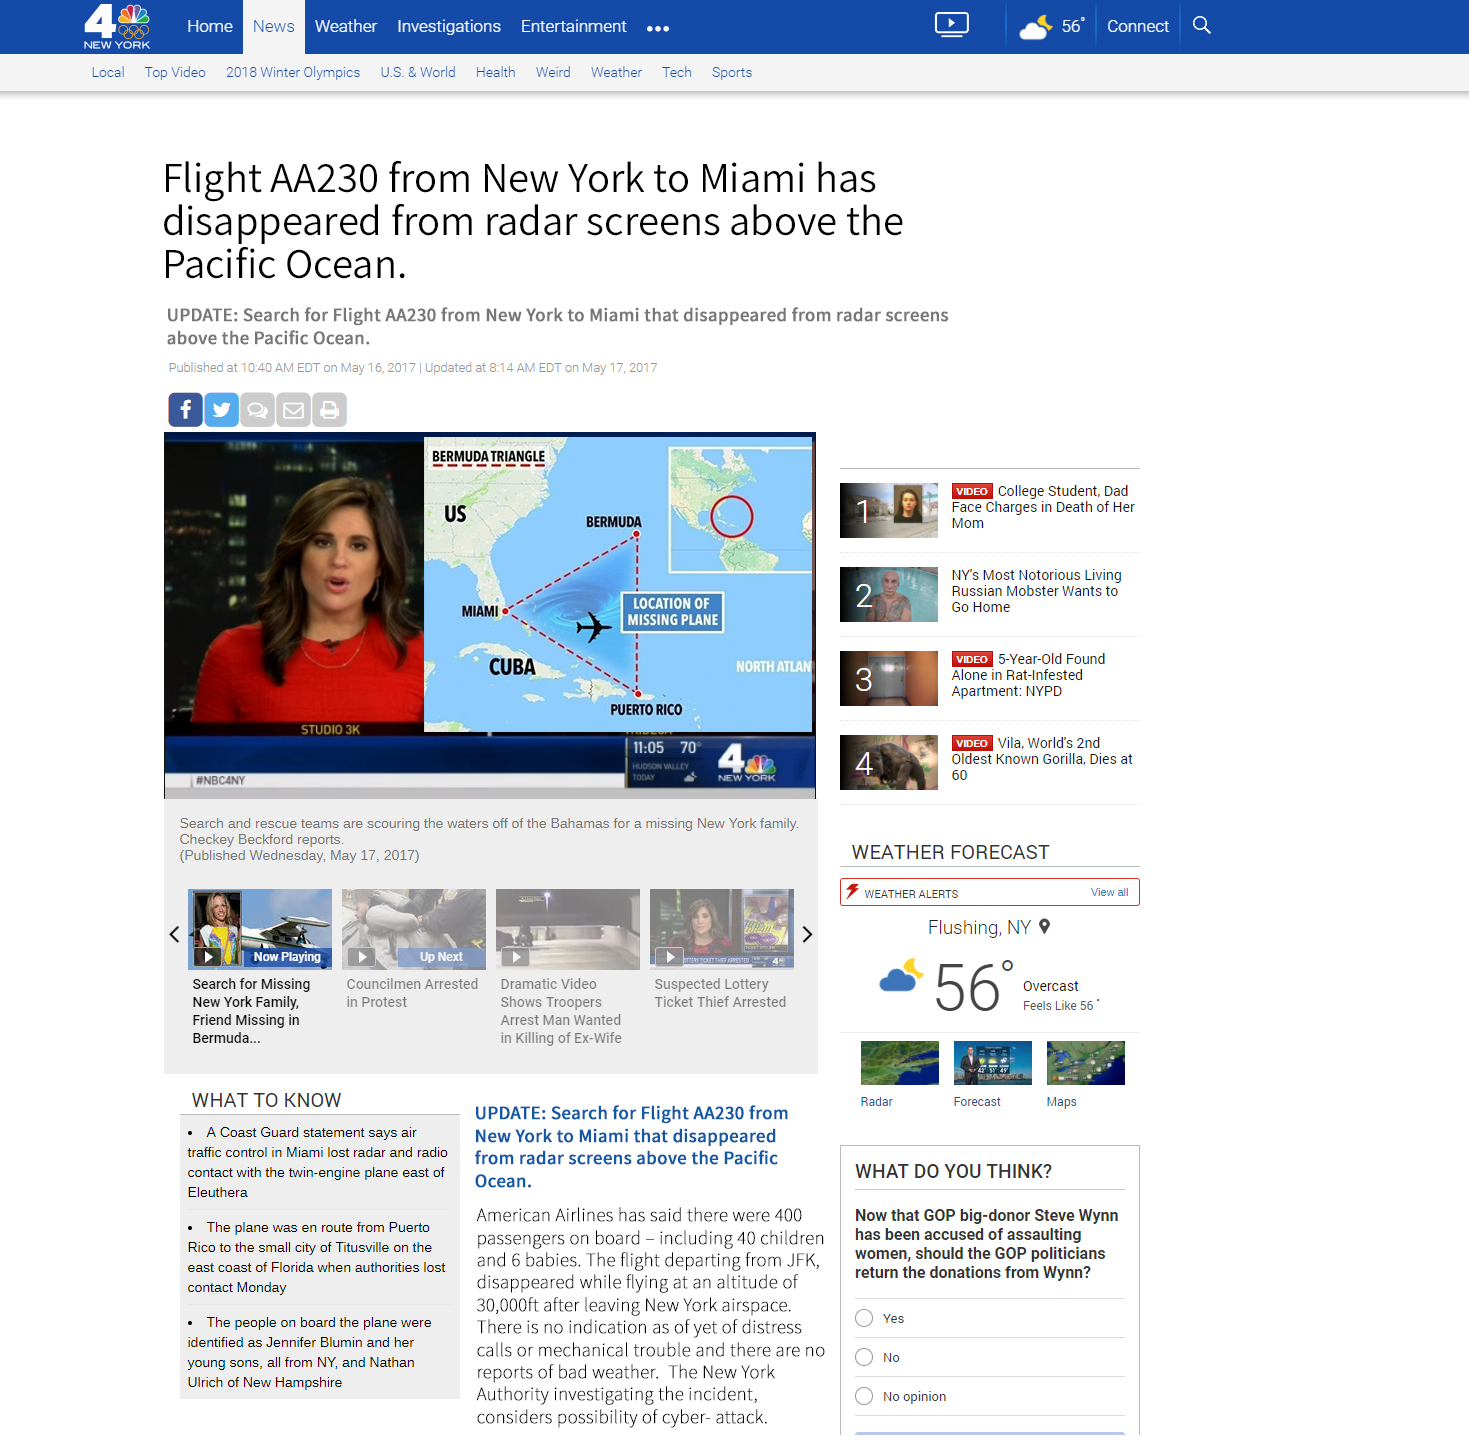 4
NEW YORK
Home
News
Weather
Investigations
Entertainment
56°
Connect
Local
Top Video
2018 Winter Olympics
U.S. & World
Health
Weird
Weather
Tech
Sports
Flight AA230 from New York to Miami has
disappeared from radar screens above the
Pacific Ocean.
UPDATE: Search for Flight AA230 from New York to Miami that disappeared from radar screens
above the Pacific Ocean.
Published at 10:40 AM EDT on May 16, 2017 | Updated at 8:14 AM EDT on May 17, 2017
BERMUDA TRIANGLE
US
BERMUDA
MIAMI
LOCATION OF
MISSING PLANE
CUBA
NORTH ATLAN
PUERTO RICO
STUDIO 3K
11:05 70°
HUDSON VALLEY
TODAY
4
NEW YORK
#NBC4NY
Search and rescue teams are scouring the waters off of the Bahamas for a missing New York family.
Checkey Beckford reports.
(Published Wednesday, May 17, 2017)
Now Playing
Search for Missing
New York Family,
Friend Missing in
Bermuda...
Up Next
Councilmen Arrested
in Protest
Dramatic Video
Shows Troopers
Arrest Man Wanted
in Killing of Ex-Wife
Suspected Lottery
Ticket Thief Arrested
WHAT TO KNOW
• A Coast Guard statement says air
traffic control in Miami lost radar and radio
contact with the twin-engine plane east of
Eleuthera
• The plane was en route from Puerto
Rico to the small city of Titusville on the
east coast of Florida when authorities lost
contact Monday
• The people on board the plane were
identified as Jennifer Blumin and her
young sons, all from NY, and Nathan
Ulrich of New Hampshire
UPDATE: Search for Flight AA230 from
New York to Miami that disappeared
from radar screens above the Pacific
Ocean.
American Airlines has said there were 400
passengers on board – including 40 children
and 6 babies. The flight departing from JFK,
disappeared while flying at an altitude of
30,000ft after leaving New York airspace.
There is no indication as of yet of distress
calls or mechanical trouble and there are no
reports of bad weather. The New York
Authority investigating the incident,
considers possibility of cyber- attack.
1
VIDEO College Student, Dad
Face Charges in Death of Her
Mom
2
NY's Most Notorious Living
Russian Mobster Wants to
Go Home
3
VIDEO 5-Year-Old Found
Alone in Rat-Infested
Apartment: NYPD
4
VIDEO Vila, World's 2nd
Oldest Known Gorilla, Dies at
60
WEATHER FORECAST
WEATHER ALERTS
View all
Flushing, NY
56°
Overcast
Feels Like 56 °
Radar
Forecast
Maps
WHAT DO YOU THINK?
Now that GOP big-donor Steve Wynn
has been accused of assaulting
women, should the GOP politicians
return the donations from Wynn?
Yes
No
No opinion